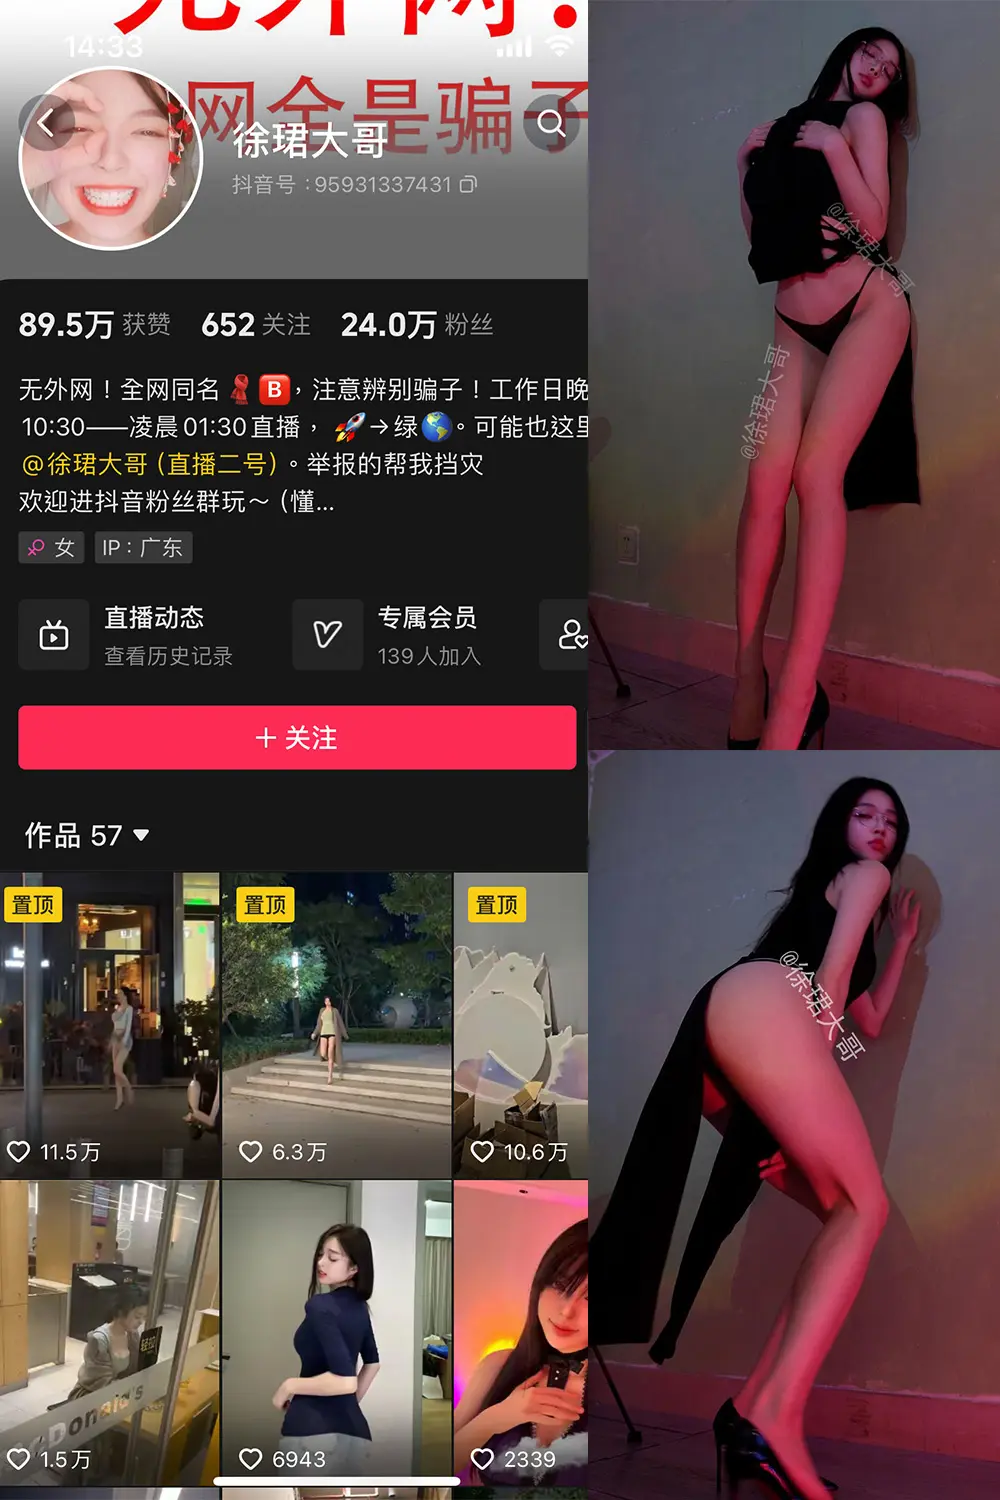 无外网！
14:33
网全是骗子
徐珺大哥
抖音号：95931337431
89.5万 获赞 652 关注 24.0万 粉丝
无外网！全网同名🧣🅱️，注意辨别骗子！工作日晚
10:30——凌晨01:30直播，🚀→绿🌎。可能也这里
@徐珺大哥（直播二号）。举报的帮我挡灾
欢迎进抖音粉丝群玩～（懂...
女 IP：广东
直播动态 专属会员
查看历史记录 139人加入
＋关注
作品 57
置顶 置顶 置顶
11.5万 6.3万 10.6万
McDonald's
1.5万 6943 2339
@徐珺大哥
@徐珺大哥
@徐珺大哥